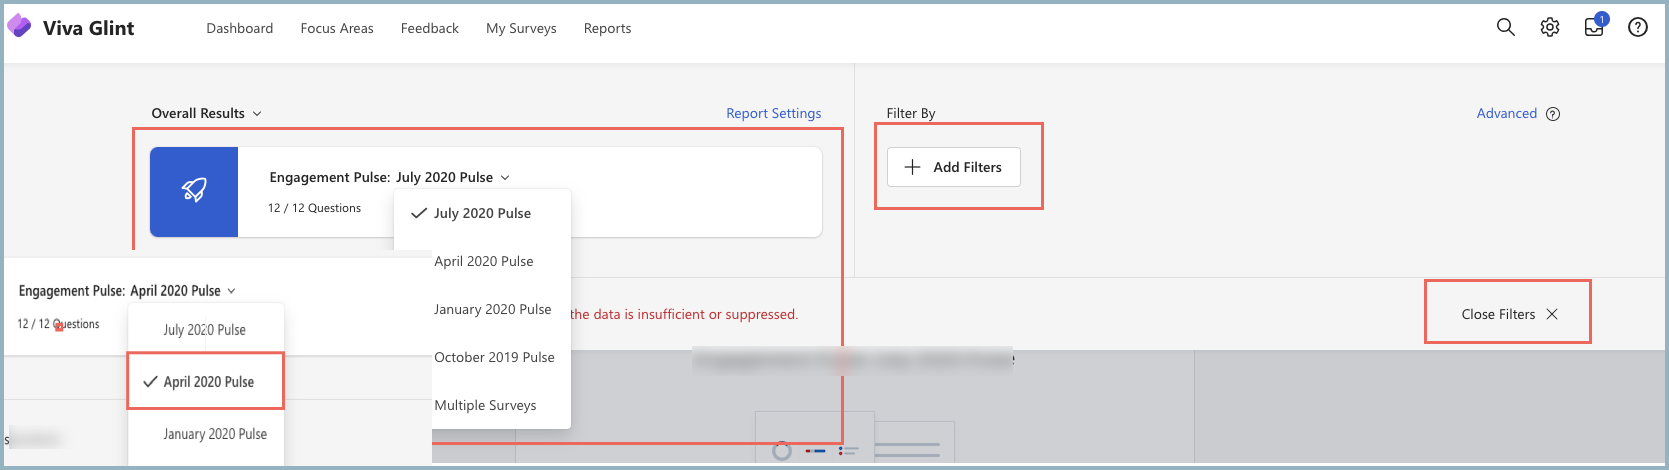 Viva Glint
Dashboard
Focus Areas
Feedback
My Surveys
Reports
1
Overall Results
Report Settings
Filter By
Advanced
Engagement Pulse: July 2020 Pulse
12 / 12 Questions
July 2020 Pulse
April 2020 Pulse
January 2020 Pulse
October 2019 Pulse
Multiple Surveys
Add Filters
the data is insufficient or suppressed.
Close Filters
Engagement Pulse: April 2020 Pulse
12 / 12 Questions
July 2020 Pulse
April 2020 Pulse
January 2020 Pulse